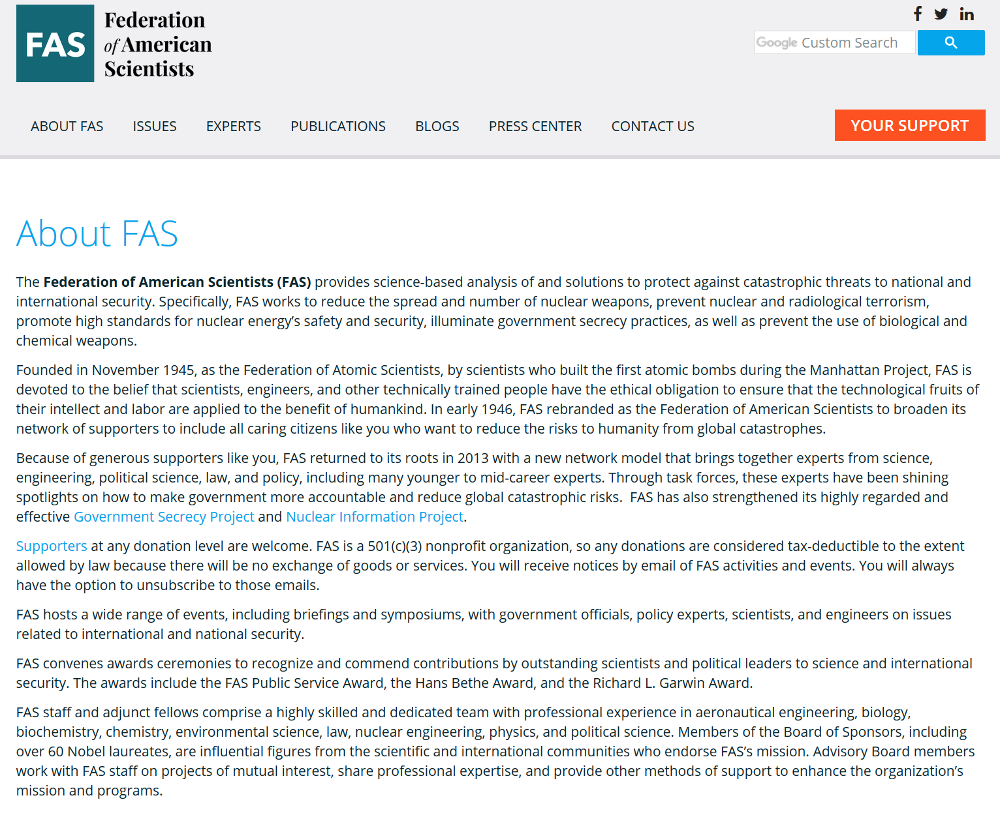 FAS
Federation
of American
Scientists
Google Custom Search
ABOUT FAS ISSUES EXPERTS PUBLICATIONS BLOGS PRESS CENTER CONTACT US YOUR SUPPORT
About FAS
The Federation of American Scientists (FAS) provides science-based analysis of and solutions to protect against catastrophic threats to national and
international security. Specifically, FAS works to reduce the spread and number of nuclear weapons, prevent nuclear and radiological terrorism,
promote high standards for nuclear energy’s safety and security, illuminate government secrecy practices, as well as prevent the use of biological and
chemical weapons.
Founded in November 1945, as the Federation of Atomic Scientists, by scientists who built the first atomic bombs during the Manhattan Project, FAS is
devoted to the belief that scientists, engineers, and other technically trained people have the ethical obligation to ensure that the technological fruits of
their intellect and labor are applied to the benefit of humankind. In early 1946, FAS rebranded as the Federation of American Scientists to broaden its
network of supporters to include all caring citizens like you who want to reduce the risks to humanity from global catastrophes.
Because of generous supporters like you, FAS returned to its roots in 2013 with a new network model that brings together experts from science,
engineering, political science, law, and policy, including many younger to mid-career experts. Through task forces, these experts have been shining
spotlights on how to make government more accountable and reduce global catastrophic risks. FAS has also strengthened its highly regarded and
effective Government Secrecy Project and Nuclear Information Project.
Supporters at any donation level are welcome. FAS is a 501(c)(3) nonprofit organization, so any donations are considered tax-deductible to the extent
allowed by law because there will be no exchange of goods or services. You will receive notices by email of FAS activities and events. You will always
have the option to unsubscribe to those emails.
FAS hosts a wide range of events, including briefings and symposiums, with government officials, policy experts, scientists, and engineers on issues
related to international and national security.
FAS convenes awards ceremonies to recognize and commend contributions by outstanding scientists and political leaders to science and international
security. The awards include the FAS Public Service Award, the Hans Bethe Award, and the Richard L. Garwin Award.
FAS staff and adjunct fellows comprise a highly skilled and dedicated team with professional experience in aeronautical engineering, biology,
biochemistry, chemistry, environmental science, law, nuclear engineering, physics, and political science. Members of the Board of Sponsors, including
over 60 Nobel laureates, are influential figures from the scientific and international communities who endorse FAS’s mission. Advisory Board members
work with FAS staff on projects of mutual interest, share professional expertise, and provide other methods of support to enhance the organization’s
mission and programs.